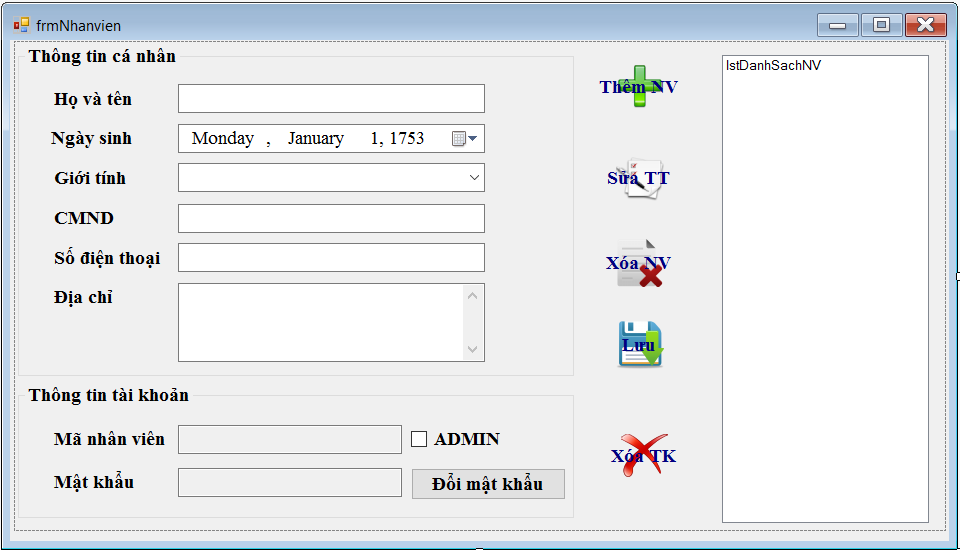 frmNhanvien
Thông tin cá nhân
Họ và tên
Ngày sinh
Monday , January 1, 1753
Giới tính
CMND
Số điện thoại
Địa chỉ
Thông tin tài khoản
Mã nhân viên
ADMIN
Mật khẩu
Đổi mật khẩu
Thêm NV
Sửa TT
Xóa NV
Lưu
Xóa TK
lstDanhSachNV